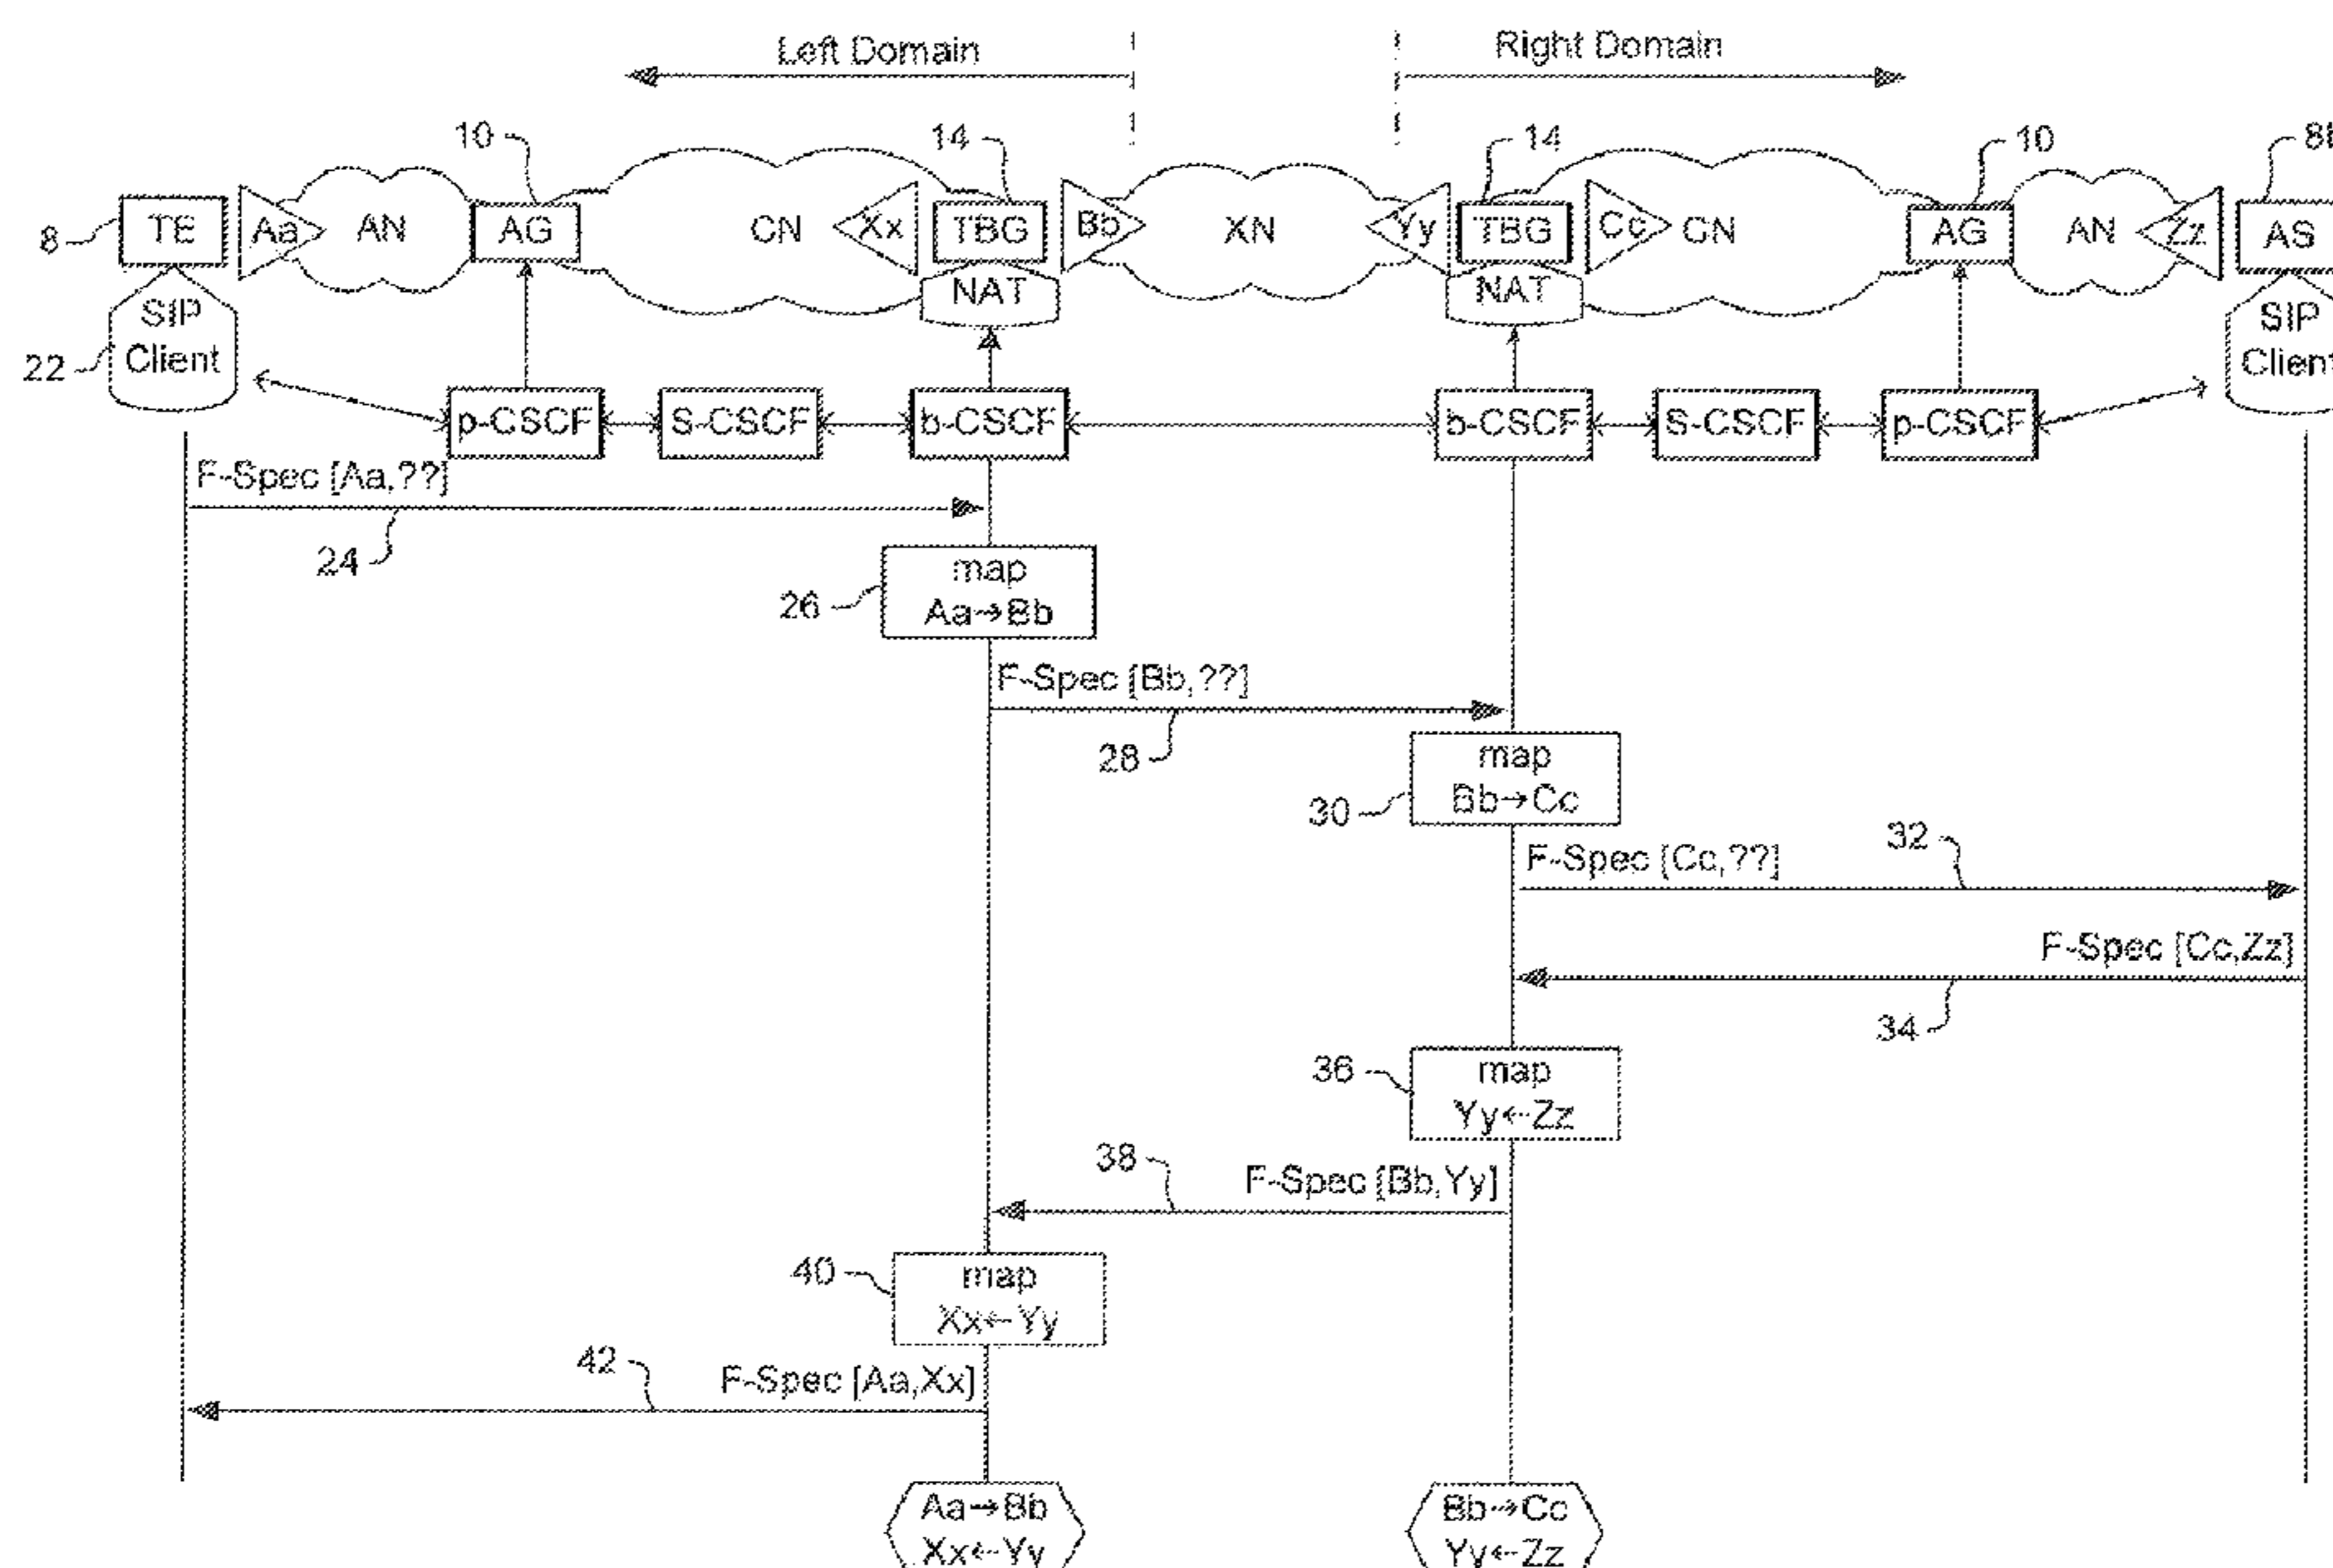 Left Domain
Right Domain
10
14
14
10
8
TE
Aa
AN
AG
CN
Xx
TBG
Bb
XN
Yy
TBG
Cc
CN
AG
AN
Zz
AS
NAT
NAT
SIP
Client
22
SIP
Client
p-CSCF
S-CSCF
b-CSCF
b-CSCF
S-CSCF
p-CSCF
F-Spec [Aa,??]
24
map
Aa→Bb
26
F-Spec [Bb,??]
28
map
Bb→Cc
30
F-Spec [Cc,??]
32
F-Spec [Cc,Zz]
34
map
Yy←Zz
36
38
F-Spec [Bb,Yy]
40
map
Xx←Yy
42
F-Spec [Aa,Xx]
Aa→Bb
Xx←Yy
Bb→Cc
Yy←Zz